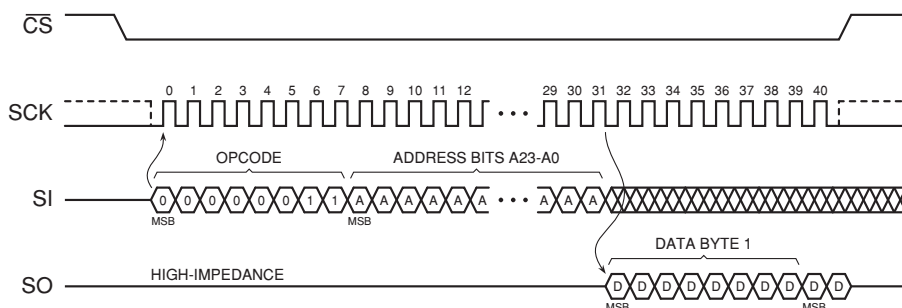 CS
0 1 2 3 4 5 6 7 8 9 10 11 12 29 30 31 32 33 34 35 36 37 38 39 40
SCK •••
OPCODE ADDRESS BITS A23-A0
SI 0 0 0 0 0 0 1 1 A A A A A A ••• A A A
MSB MSB
DATA BYTE 1
HIGH-IMPEDANCE
SO D D D D D D D D D D
MSB MSB